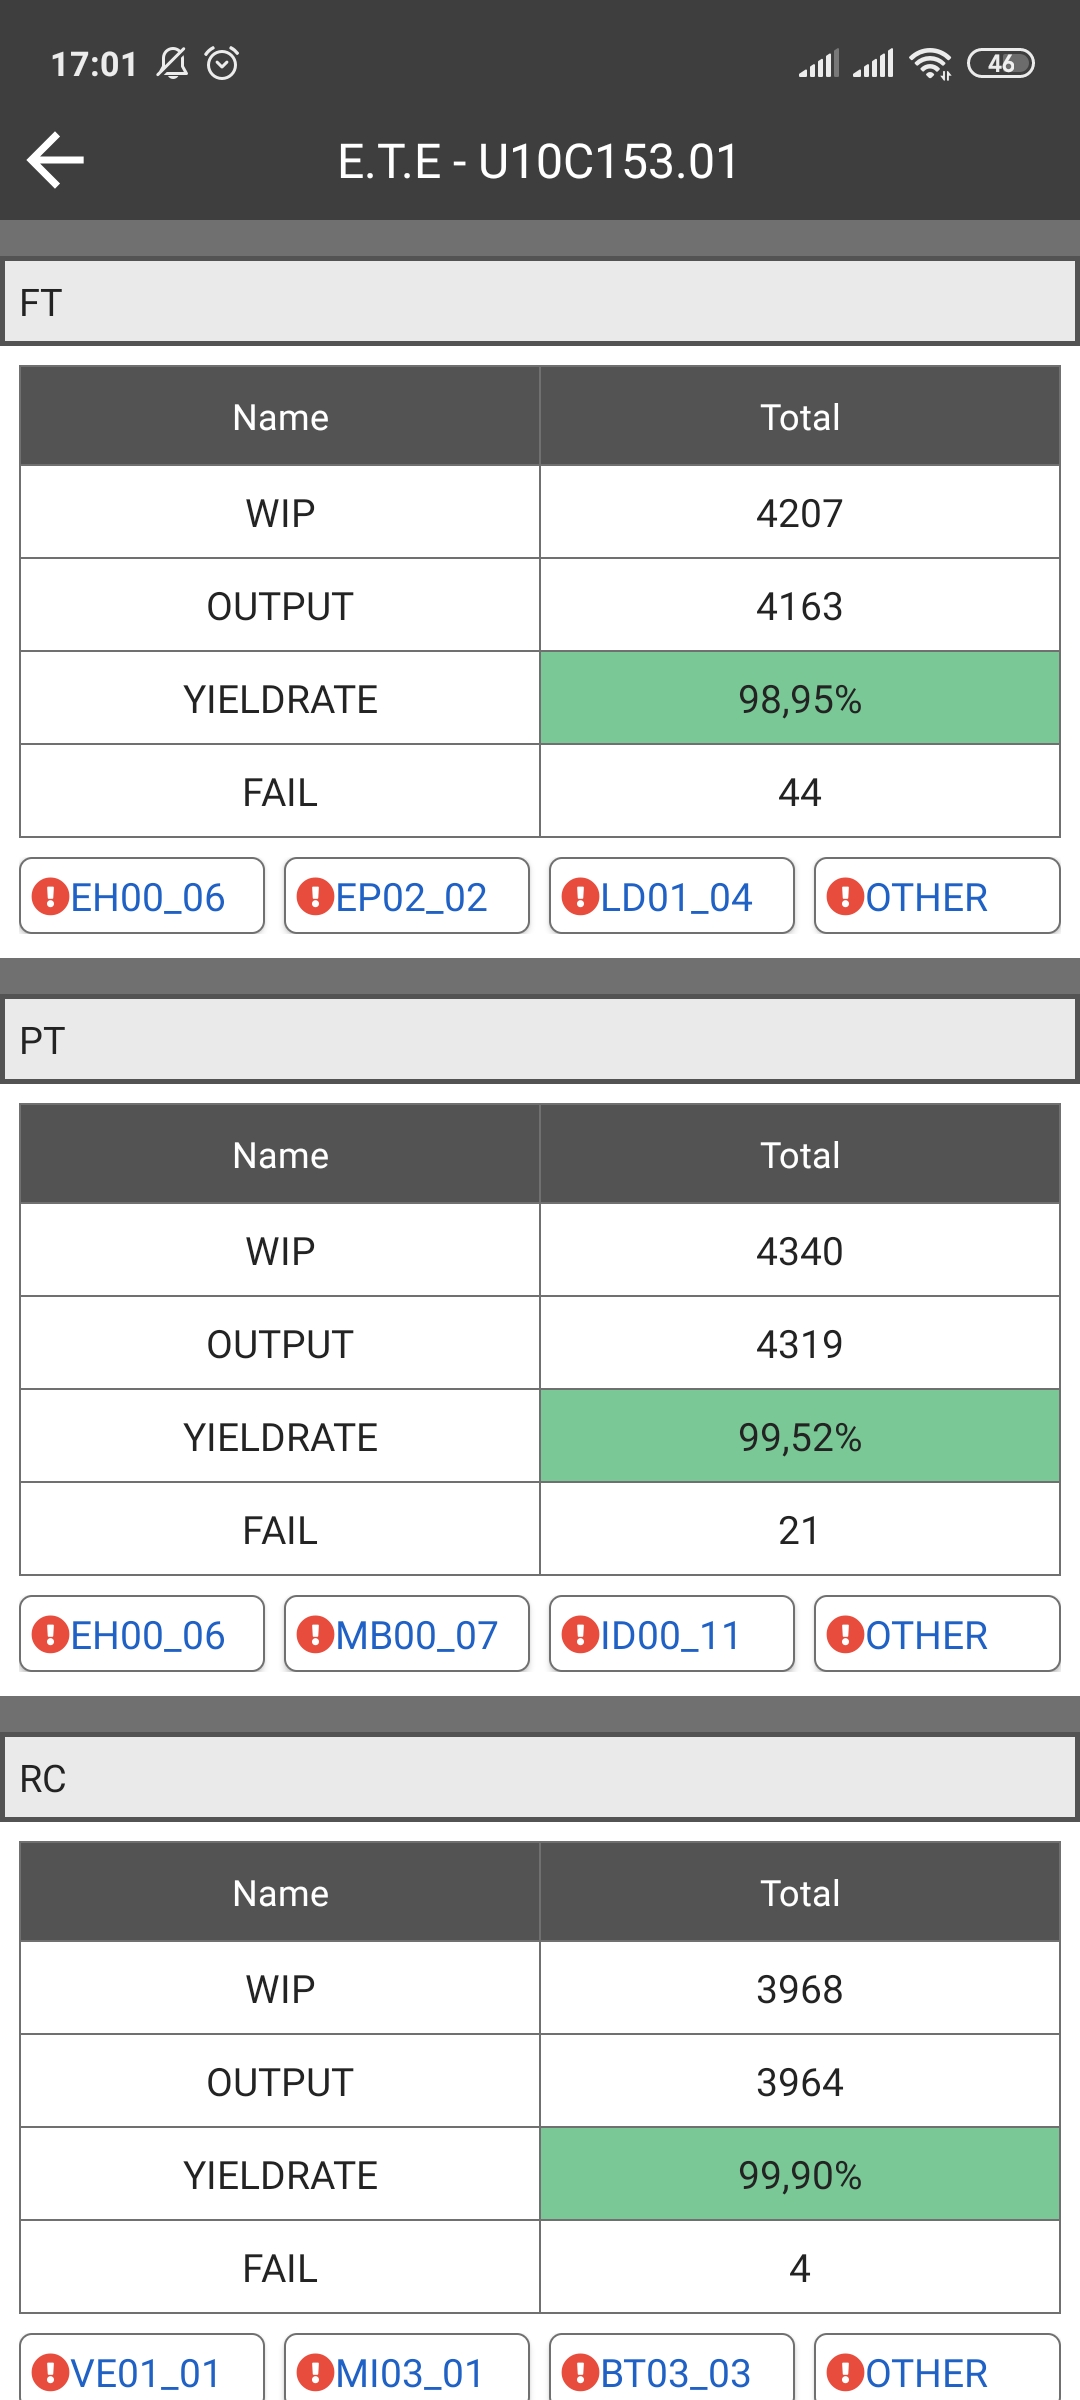 17:01 46
E.T.E - U10C153.01
FT
Name Total
WIP 4207
OUTPUT 4163
YIELDRATE 98,95%
FAIL 44
EH00_06 EP02_02 LD01_04 OTHER
PT
Name Total
WIP 4340
OUTPUT 4319
YIELDRATE 99,52%
FAIL 21
EH00_06 MB00_07 ID00_11 OTHER
RC
Name Total
WIP 3968
OUTPUT 3964
YIELDRATE 99,90%
FAIL 4
VE01_01 MI03_01 BT03_03 OTHER